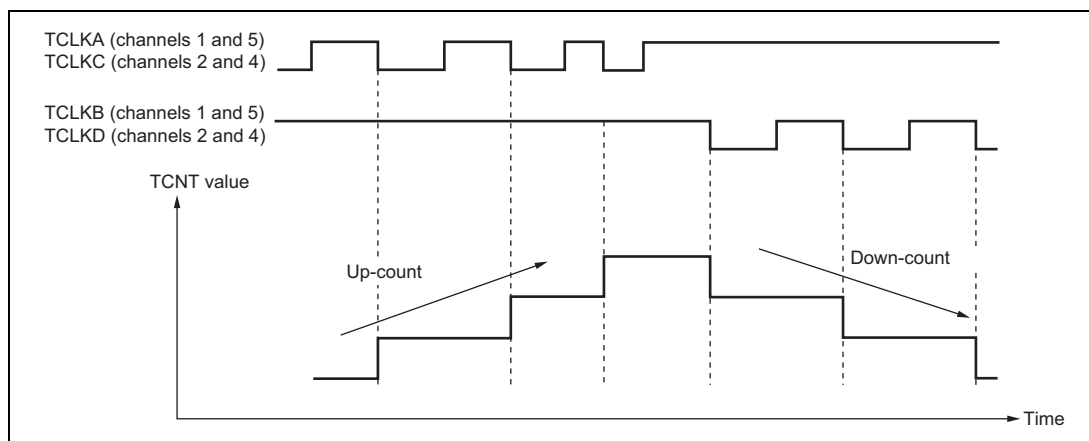 TCLKA (channels 1 and 5)
TCLKC (channels 2 and 4)
TCLKB (channels 1 and 5)
TCLKD (channels 2 and 4)
TCNT value
Up-count
Down-count
Time